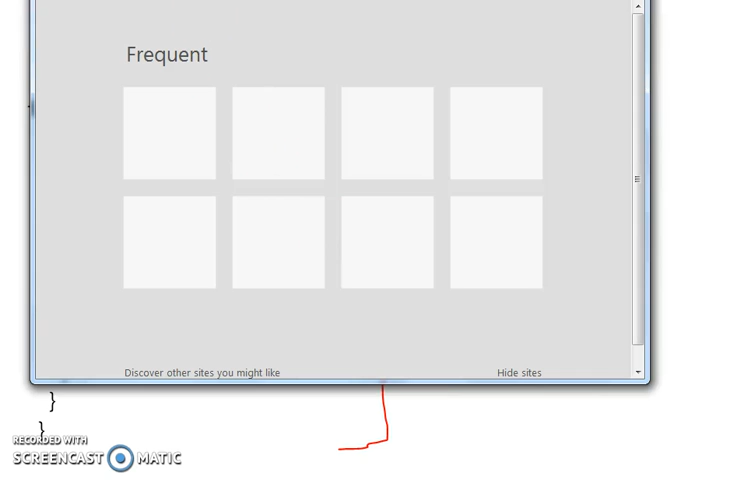 Frequent
Discover other sites you might like
Hide sites
}
}
RECORDED WITH
SCREENCAST MATIC